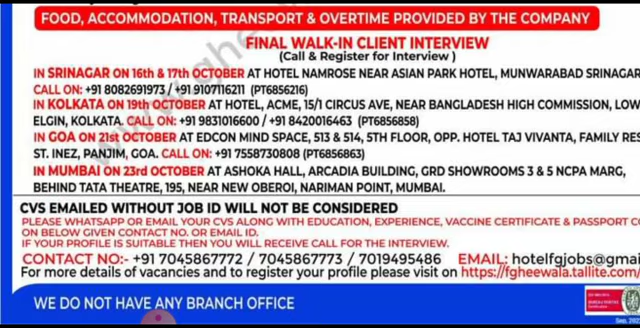 FOOD, ACCOMMODATION, TRANSPORT & OVERTIME PROVIDED BY THE COMPANY
FINAL WALK-IN CLIENT INTERVIEW
(Call & Register for Interview )
IN SRINAGAR ON 16th & 17th OCTOBER AT HOTEL NAMROSE NEAR ASIAN PARK HOTEL, MUNWARABAD SRINAGAR
CALL ON: +91 8082691973 / +91 9107116211 (PT6856216)
IN KOLKATA ON 19th OCTOBER AT HOTEL, ACME, 15/1 CIRCUS AVE, NEAR BANGLADESH HIGH COMMISSION, LOW
ELGIN, KOLKATA. CALL ON: +91 9831016600 / +91 8420016463 (PT6856858)
IN GOA ON 21st OCTOBER AT EDCON MIND SPACE, 513 & 514, 5TH FLOOR, OPP. HOTEL TAJ VIVANTA, FAMILY RES
ST. INEZ, PANJIM, GOA. CALL ON: +91 7558730808 (PT6856863)
IN MUMBAI ON 23rd OCTOBER AT ASHOKA HALL, ARCADIA BUILDING, GRD SHOWROOMS 3 & 5 NCPA MARG,
BEHIND TATA THEATRE, 195, NEAR NEW OBEROI, NARIMAN POINT, MUMBAI.
CVS EMAILED WITHOUT JOB ID WILL NOT BE CONSIDERED
PLEASE WHATSAPP OR EMAIL YOUR CVS ALONG WITH EDUCATION, EXPERIENCE, VACCINE CERTIFICATE & PASSPORT CO
ON BELOW GIVEN CONTACT NO. OR EMAIL ID.
IF YOUR PROFILE IS SUITABLE THEN YOU WILL RECEIVE CALL FOR THE INTERVIEW.
CONTACT NO:- +91 7045867772 / 7045867773 / 7019495486 EMAIL: hotelfgjobs@gmai
For more details of vacancies and to register your profile please visit on https://fgheewala.tallite.com/
WE DO NOT HAVE ANY BRANCH OFFICE